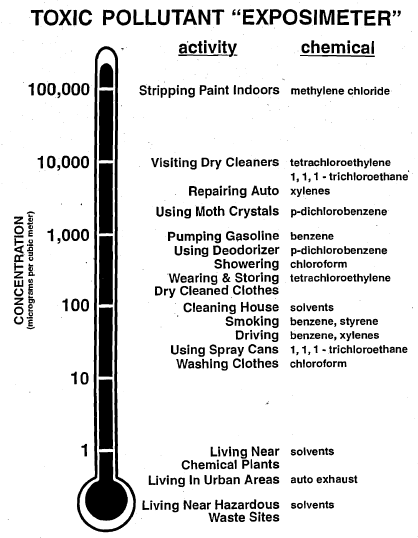 TOXIC POLLUTANT “EXPOSIMETER”
activity chemical
100,000 Stripping Paint Indoors methylene chloride
10,000 Visiting Dry Cleaners tetrachloroethylene
1, 1, 1 - trichloroethane
Repairing Auto xylenes
Using Moth Crystals p-dichlorobenzene
1,000 Pumping Gasoline benzene
Using Deodorizer p-dichlorobenzene
Showering chloroform
Wearing & Storing tetrachloroethylene
Dry Cleaned Clothes
100 Cleaning House solvents
Smoking benzene, styrene
Driving benzene, xylenes
Using Spray Cans 1, 1, 1 - trichloroethane
Washing Clothes chloroform
10
1 Living Near solvents
Chemical Plants
Living In Urban Areas auto exhaust
Living Near Hazardous solvents
Waste Sites
CONCENTRATION
(micrograms per cubic meter)